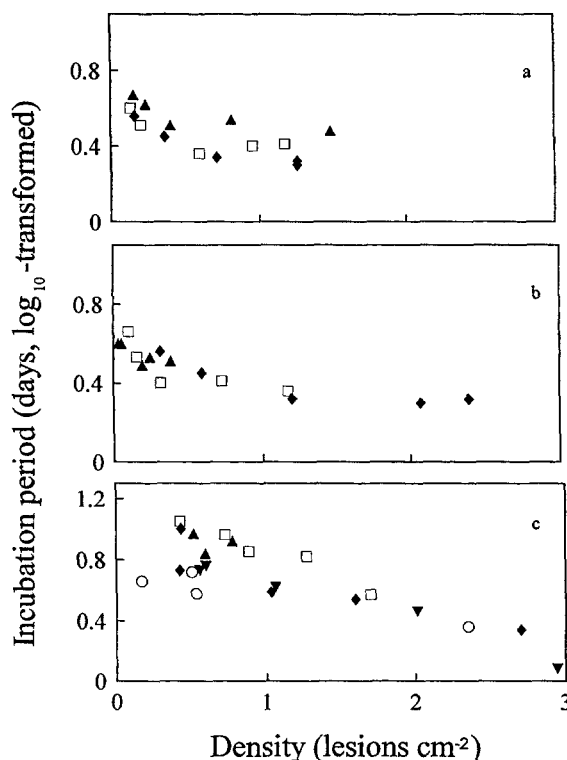 Incubation period (days, log10-transformed)
0.8
0.4
0
a
0.8
0.4
0
b
1.2
0.8
0.4
0
c
0 1 2 3
Density (lesions cm-2)